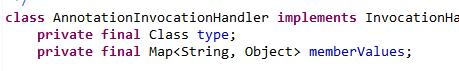 */
class AnnotationInvocationHandler implements InvocationHa
private final Class type;
private final Map<String, Object> memberValues;